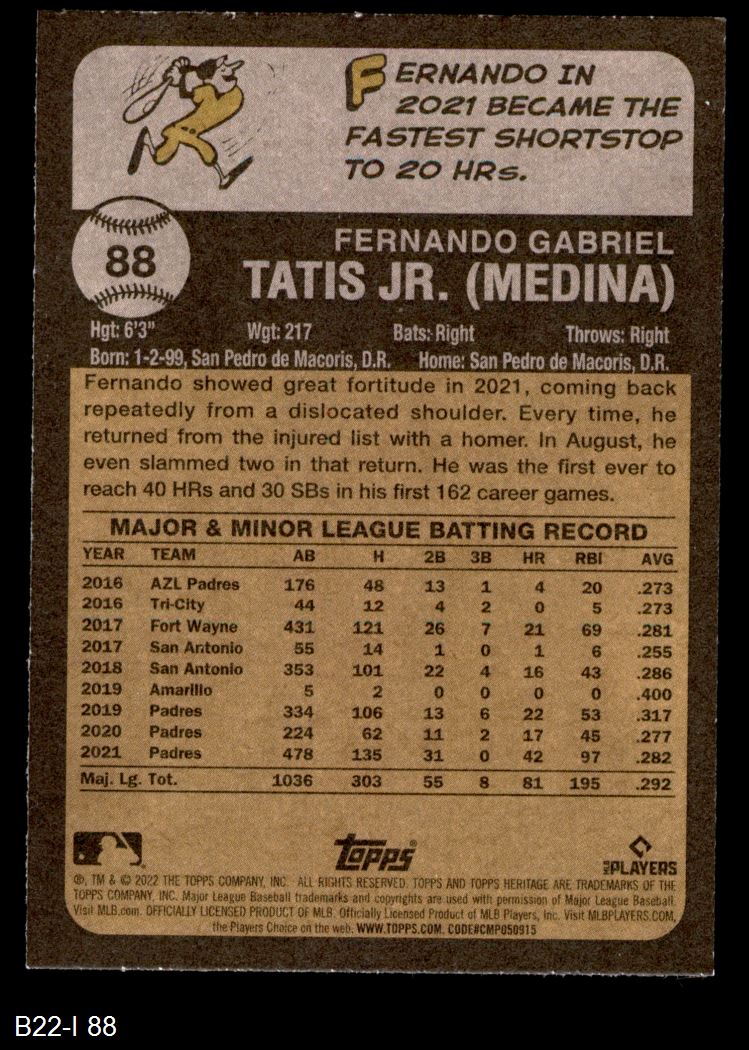 FERNANDO IN
2021 BECAME THE
FASTEST SHORTSTOP
TO 20 HRs.
88
FERNANDO GABRIEL
TATIS JR. (MEDINA)
Hgt: 6'3" Wgt: 217 Bats: Right Throws: Right
Born: 1-2-99, San Pedro de Macoris, D.R. Home: San Pedro de Macoris, D.R.
Fernando showed great fortitude in 2021, coming back
repeatedly from a dislocated shoulder. Every time, he
returned from the injured list with a homer. In August, he
even slammed two in that return. He was the first ever to
reach 40 HRs and 30 SBs in his first 162 career games.
MAJOR & MINOR LEAGUE BATTING RECORD
YEAR TEAM AB H 2B 3B HR RBI AVG
2016 AZL Padres 176 48 13 1 4 20 .273
2016 Tri-City 44 12 4 2 0 5 .273
2017 Fort Wayne 431 121 26 7 21 69 .281
2017 San Antonio 55 14 1 0 1 6 .255
2018 San Antonio 353 101 22 4 16 43 .286
2019 Amarillo 5 2 0 0 0 0 .400
2019 Padres 334 106 13 6 22 53 .317
2020 Padres 224 62 11 2 17 45 .277
2021 Padres 478 135 31 0 42 97 .282
Maj. Lg. Tot. 1036 303 55 8 81 195 .292
topps®
MLB PLAYERS
®, TM & © 2022 THE TOPPS COMPANY, INC. ALL RIGHTS RESERVED. TOPPS AND TOPPS HERITAGE ARE TRADEMARKS OF THE
TOPPS COMPANY, INC. Major League Baseball trademarks and copyrights are used with permission of Major League Baseball.
Visit MLB.com. OFFICIALLY LICENSED PRODUCT OF MLB. Officially Licensed Product of MLB Players, Inc. Visit MLBPLAYERS.COM,
the Players Choice on the web. WWW.TOPPS.COM. CODE#CMP050915
B22-I 88